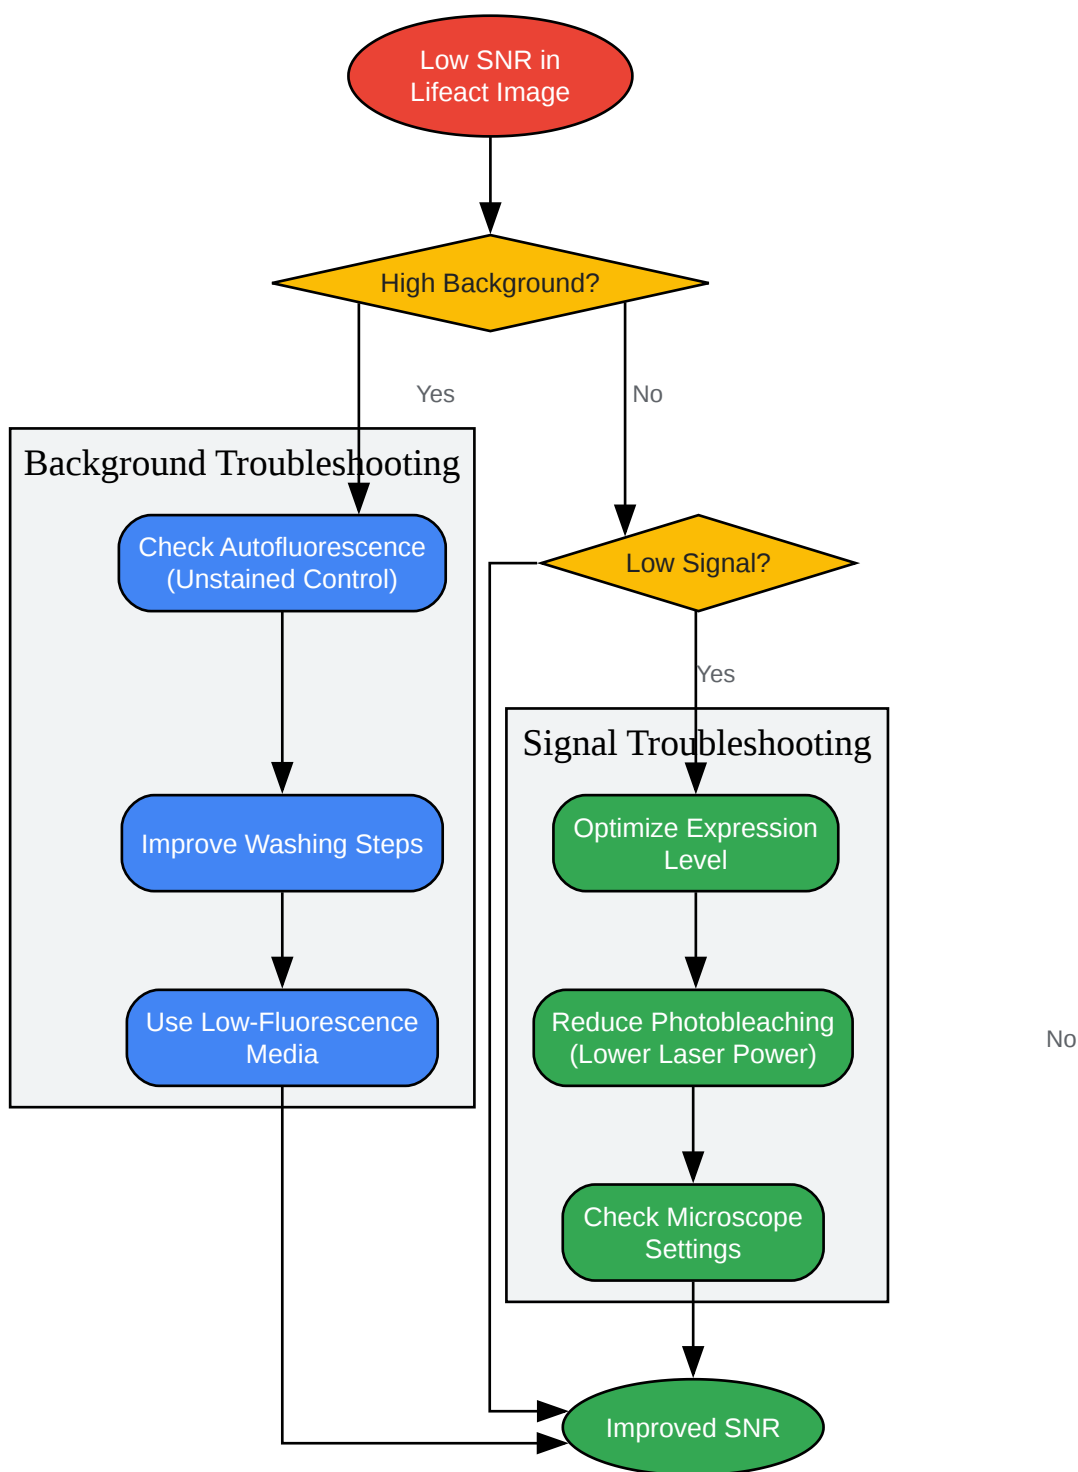 Low SNR in
Lifeact Image
High Background?
Yes
No
Background Troubleshooting
Check Autofluorescence
(Unstained Control)
Low Signal?
Yes
Signal Troubleshooting
Improve Washing Steps
Optimize Expression
Level
Use Low-Fluorescence
Media
Reduce Photobleaching
(Lower Laser Power)
No
Check Microscope
Settings
Improved SNR